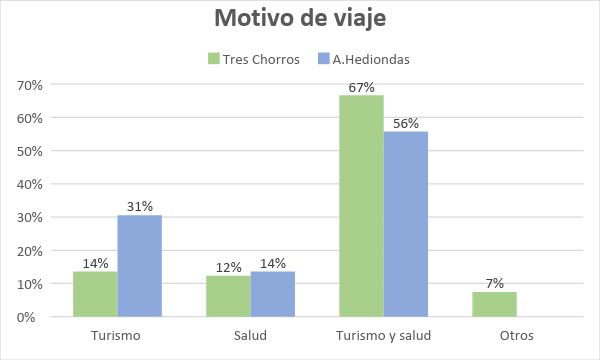 Motivo de viaje
Tres Chorros A.Hediondas
70%
60%
50%
40%
30%
20%
10%
0%
14% 31% 12% 14% 67% 56% 7%
Turismo Salud Turismo y salud Otros